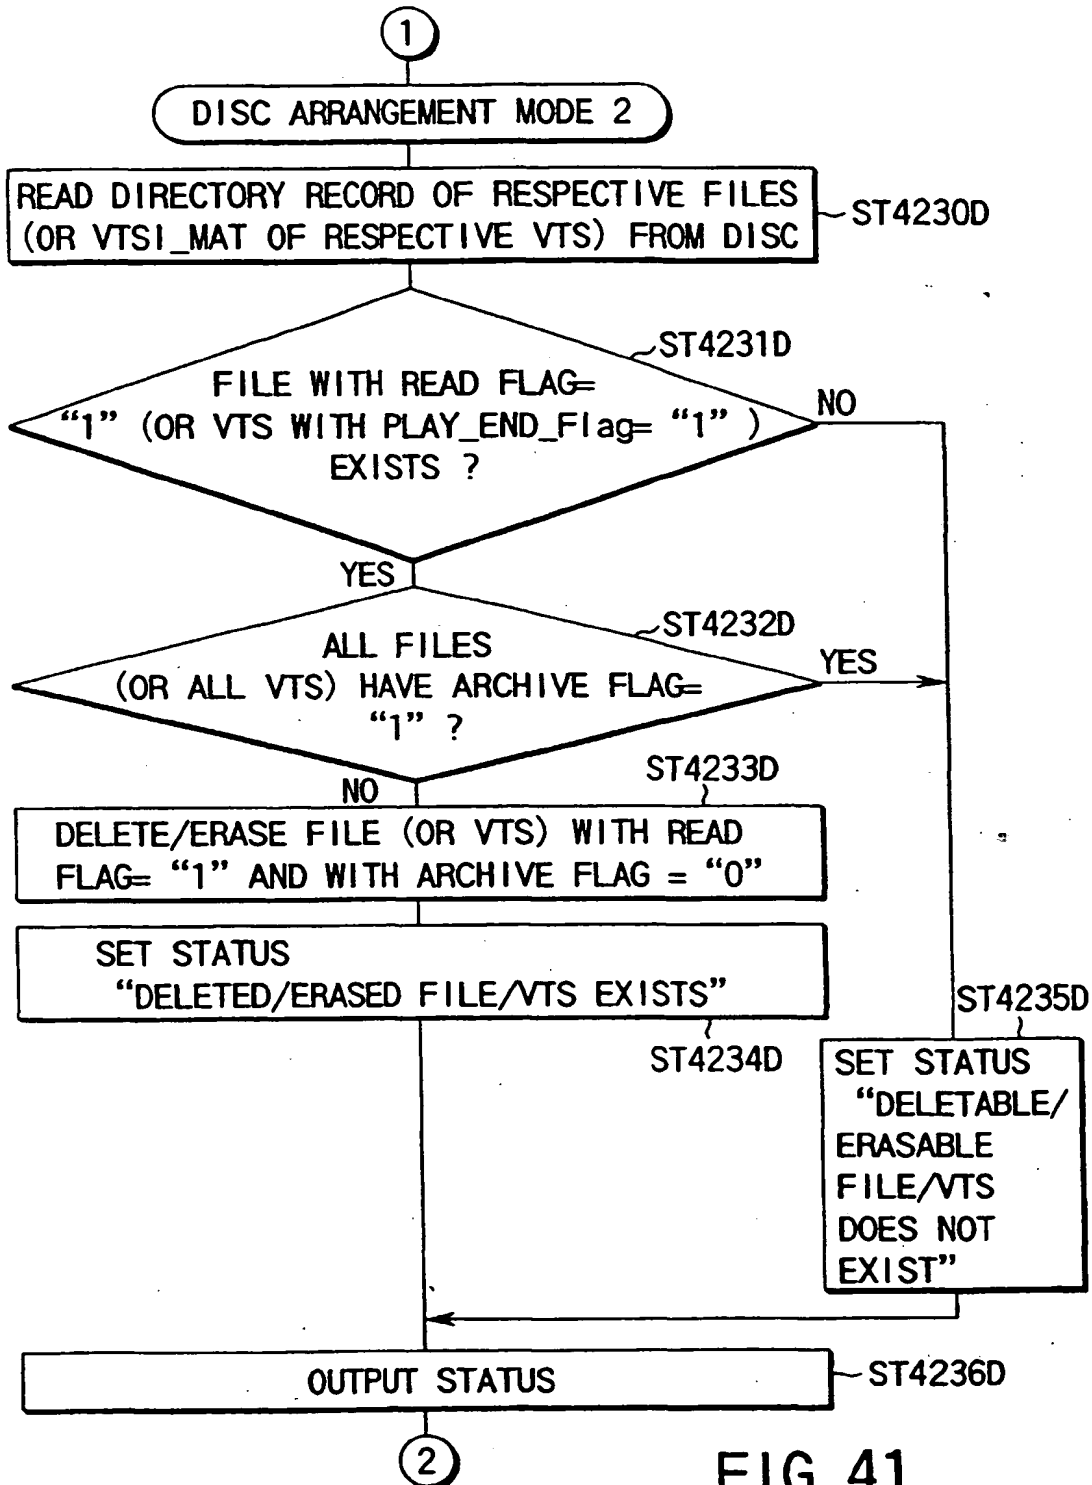 1
DISC ARRANGEMENT MODE 2
READ DIRECTORY RECORD OF RESPECTIVE FILES
(OR VTSI_MAT OF RESPECTIVE VTS) FROM DISC
ST4230D
ST4231D
FILE WITH READ FLAG=
“1” (OR VTS WITH PLAY_END_Flag= “1” )
EXISTS ?
NO
YES
ST4232D
ALL FILES
(OR ALL VTS) HAVE ARCHIVE FLAG=
“1” ?
YES
NO
ST4233D
DELETE/ERASE FILE (OR VTS) WITH READ
FLAG= “1” AND WITH ARCHIVE FLAG = “0”
SET STATUS
“DELETED/ERASED FILE/VTS EXISTS”
ST4234D
ST4235D
SET STATUS
“DELETABLE/
ERASABLE
FILE/VTS
DOES NOT
EXIST”
OUTPUT STATUS
ST4236D
2
FIG. 41